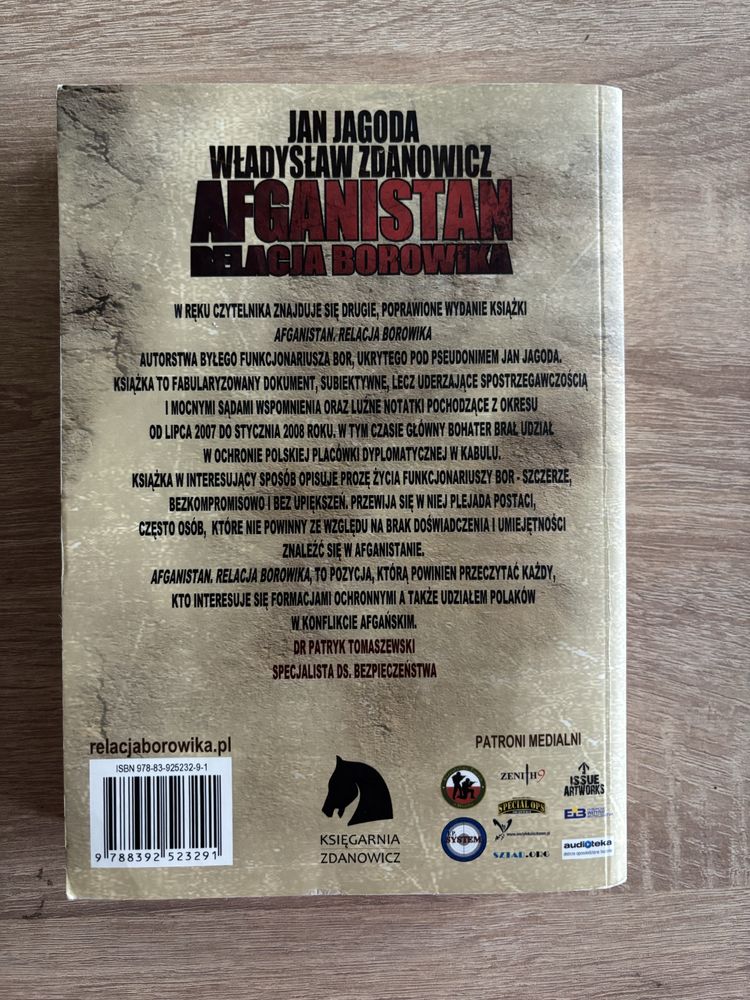 JAN JAGODA
WŁADYSŁAW ZDANOWICZ
AFGANISTAN
RELACJA BOROWIKA
W RĘKU CZYTELNIKA ZNAJDUJE SIĘ DRUGIE, POPRAWIONE WYDANIE KSIĄŻKI
AFGANISTAN. RELACJA BOROWIKA
AUTORSTWA BYŁEGO FUNKCJONARIUSZA BOR, UKRYTEGO POD PSEUDONIMEM JAN JAGODA.
KSIĄŻKA TO FABULARYZOWANY DOKUMENT, SUBIEKTYWNE, LECZ UDERZAJĄCE SPOSTRZEGAWCZOŚCIĄ
I MOCNYMI SĄDAMI WSPOMNIENIA ORAZ LUŹNE NOTATKI POCHODZĄCE Z OKRESU
OD LIPCA 2007 DO STYCZNIA 2008 ROKU. W TYM CZASIE GŁÓWNY BOHATER BRAŁ UDZIAŁ
W OCHRONIE POLSKIEJ PLACÓWKI DYPLOMATYCZNEJ W KABULU.
KSIĄŻKA W INTERESUJĄCY SPOSÓB OPISUJE PROZĘ ŻYCIA FUNKCJONARIUSZY BOR - SZCZERZE,
BEZKOMPROMISOWO I BEZ UPIĘKSZEŃ. PRZEWIJA SIĘ W NIEJ PLEJADA POSTACI,
CZĘSTO OSÓB, KTÓRE NIE POWINNY ZE WZGLĘDU NA BRAK DOŚWIADCZENIA I UMIEJĘTNOŚCI
ZNALEŹĆ SIĘ W AFGANISTANIE.
AFGANISTAN. RELACJA BOROWIKA, TO POZYCJA, KTÓRĄ POWINIEN PRZECZYTAĆ KAŻDY,
KTO INTERESUJE SIĘ FORMACJAMI OCHRONNYMI A TAKŻE UDZIAŁEM POLAKÓW
W KONFLIKCIE AFGAŃSKIM.
DR PATRYK TOMASZEWSKI
SPECJALISTA DS. BEZPIECZEŃSTWA
relacjaborowika.pl
ISBN 978-83-925232-9-1
9 788392 523291
KSIĘGARNIA
ZDANOWICZ
PATRONI MEDIALNI
ZENITH9
ISSUE
ARTWORKS
SPECIAL OPS
SYSTEM
SZTAB.ORG
audioteka